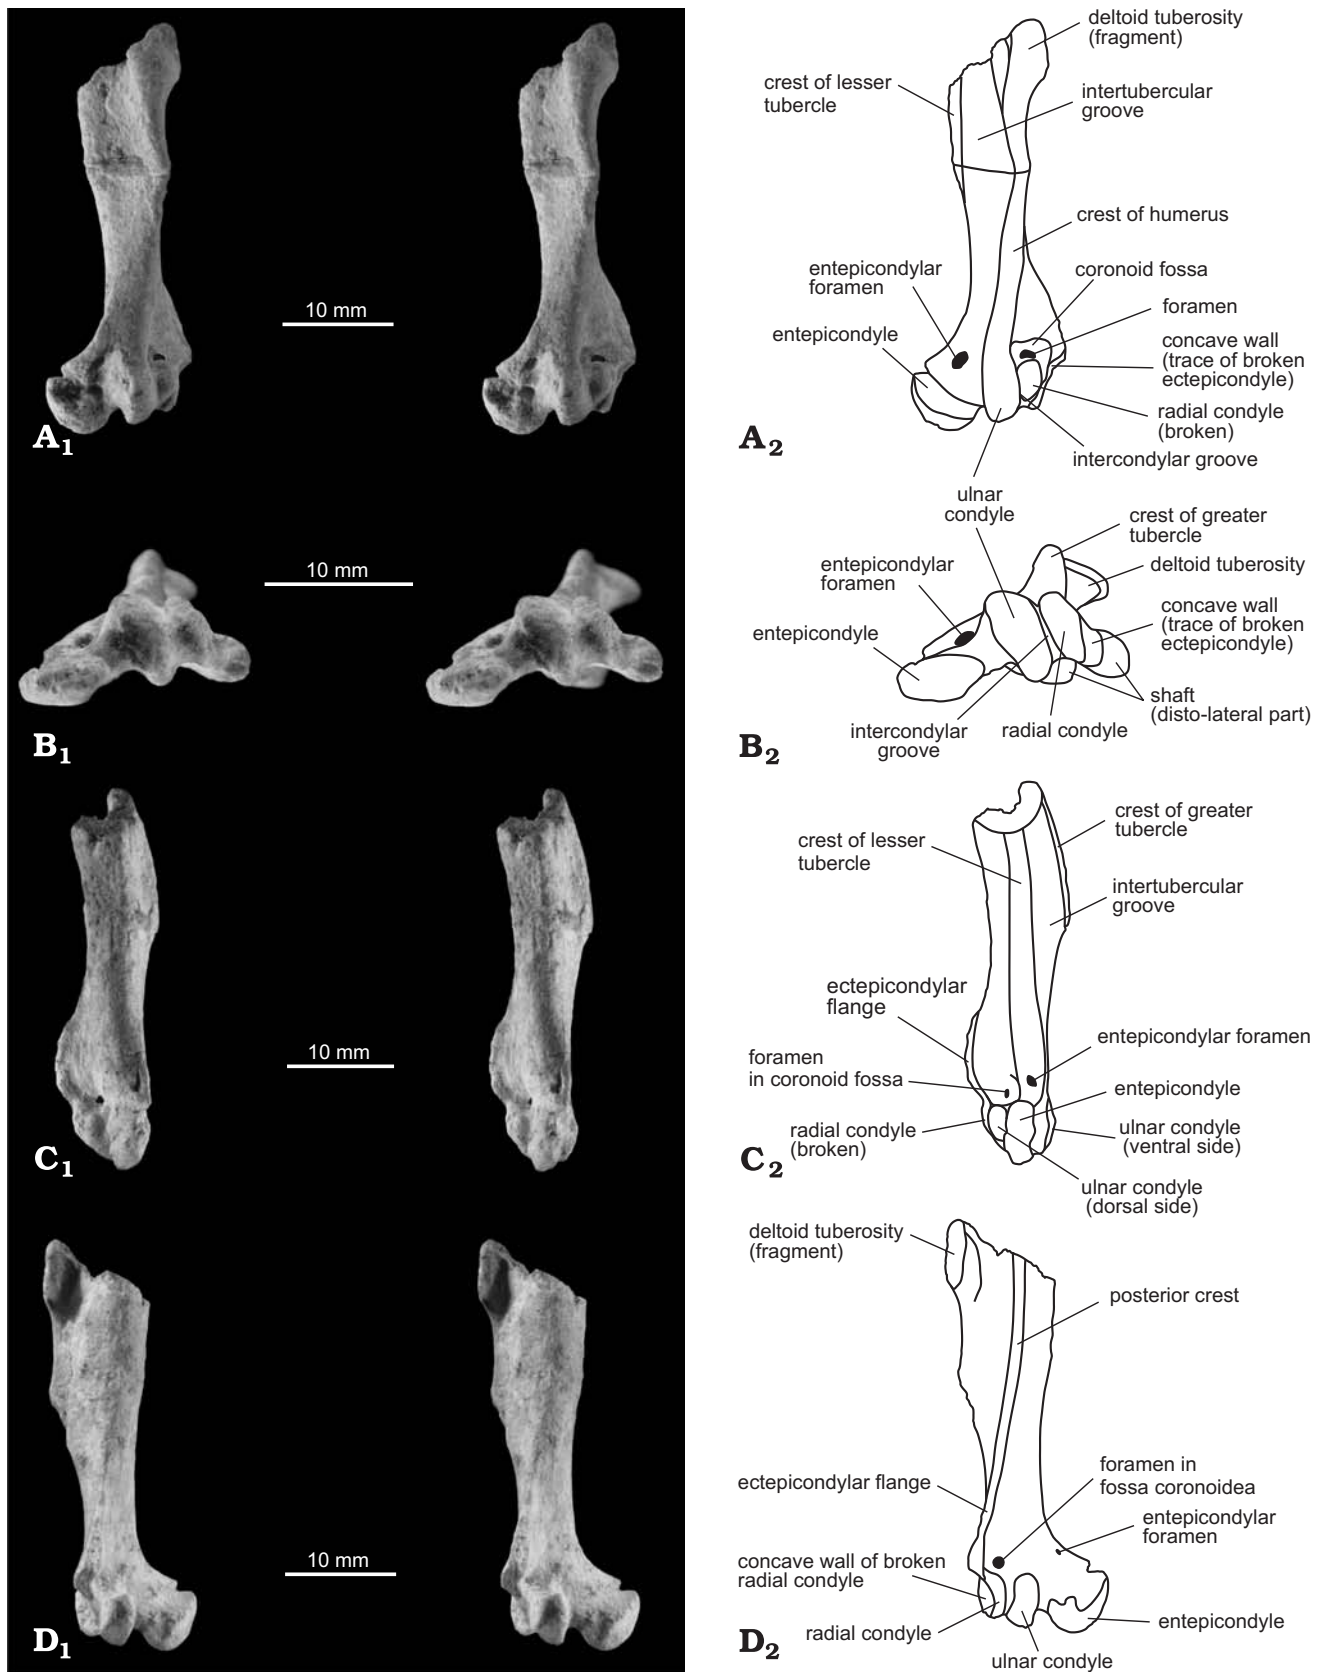 deltoid tuberosity
(fragment)
crest of lesser
tubercle
intertubercular
groove
crest of humerus
entepicondylar
foramen
coronoid fossa
foramen
entepicondyle
concave wall
(trace of broken
ectepicondyle)
10 mm
radial condyle
(broken)
intercondylar groove
A1
A2
ulnar
condyle
crest of greater
tubercle
entepicondylar
foramen
deltoid tuberosity
10 mm
concave wall
(trace of broken
ectepicondyle)
entepicondyle
shaft
(disto-lateral part)
intercondylar
groove
radial condyle
B1
B2
crest of greater
tubercle
crest of lesser
tubercle
intertubercular
groove
ectepicondylar
flange
entepicondylar foramen
10 mm
foramen
in coronoid fossa
entepicondyle
radial condyle
(broken)
ulnar condyle
(ventral side)
C1
C2
ulnar condyle
(dorsal side)
deltoid tuberosity
(fragment)
posterior crest
foramen in
fossa coronoidea
ectepicondylar flange
entepicondylar
foramen
10 mm
concave wall of broken
radial condyle
entepicondyle
radial condyle
D1
D2
ulnar condyle